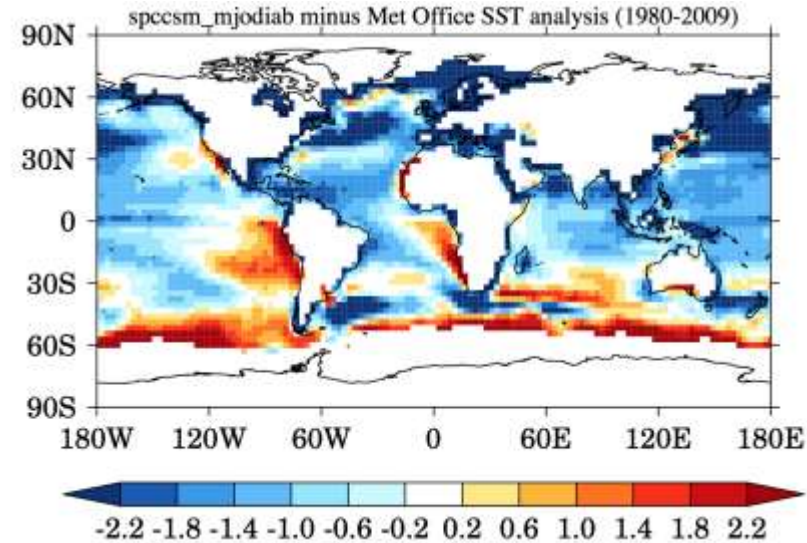 spccsm_mjodiab minus Met Office SST analysis (1980-2009)
90N
60N
30N
0
30S
60S
90S
180W 120W 60W 0 60E 120E 180E
-2.2 -1.8 -1.4 -1.0 -0.6 -0.2 0.2 0.6 1.0 1.4 1.8 2.2